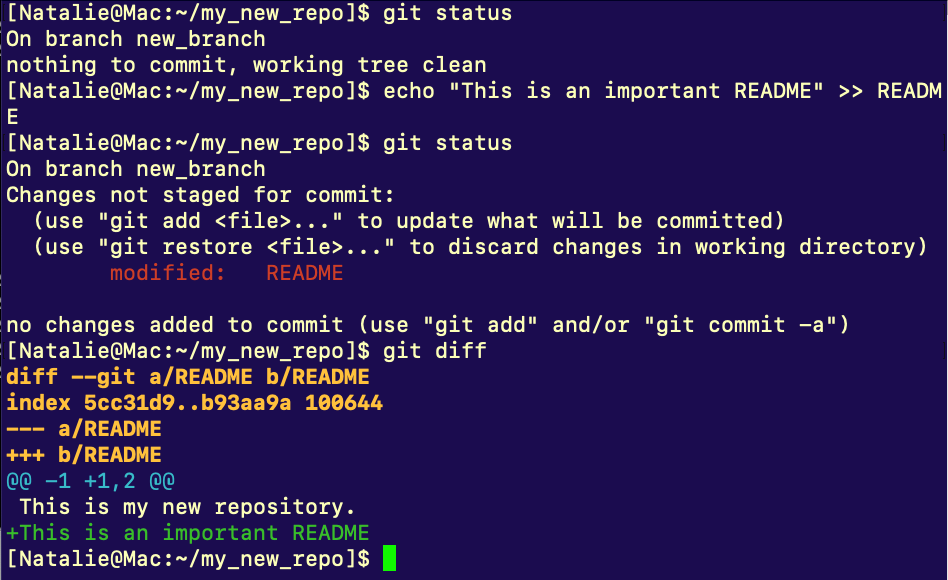 [Natalie@Mac:~/my_new_repo]$ git status
On branch new_branch
nothing to commit, working tree clean
[Natalie@Mac:~/my_new_repo]$ echo "This is an important README" >> READM
E
[Natalie@Mac:~/my_new_repo]$ git status
On branch new_branch
Changes not staged for commit:
  (use "git add <file>..." to update what will be committed)
  (use "git restore <file>..." to discard changes in working directory)
        modified:   README

no changes added to commit (use "git add" and/or "git commit -a")
[Natalie@Mac:~/my_new_repo]$ git diff
diff --git a/README b/README
index 5cc31d9..b93aa9a 100644
--- a/README
+++ b/README
@@ -1 +1,2 @@
 This is my new repository.
+This is an important README
[Natalie@Mac:~/my_new_repo]$